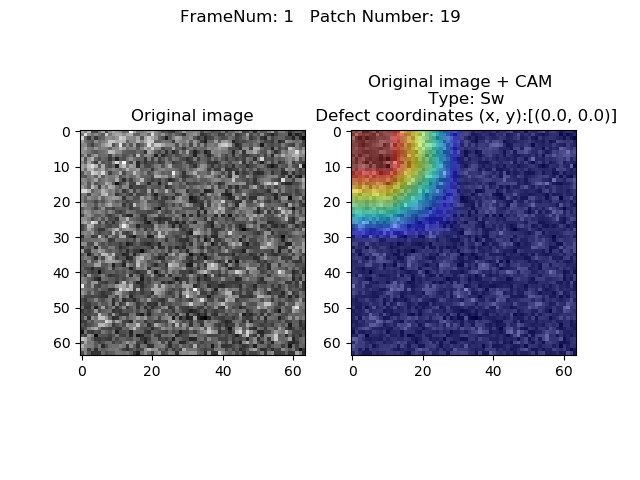 FrameNum: 1   Patch Number: 19
Original image
0
10
20
30
40
50
60
0 20 40 60
Original image + CAM
Type: Sw
Defect coordinates (x, y):[(0.0, 0.0)]
0
10
20
30
40
50
60
0 20 40 60